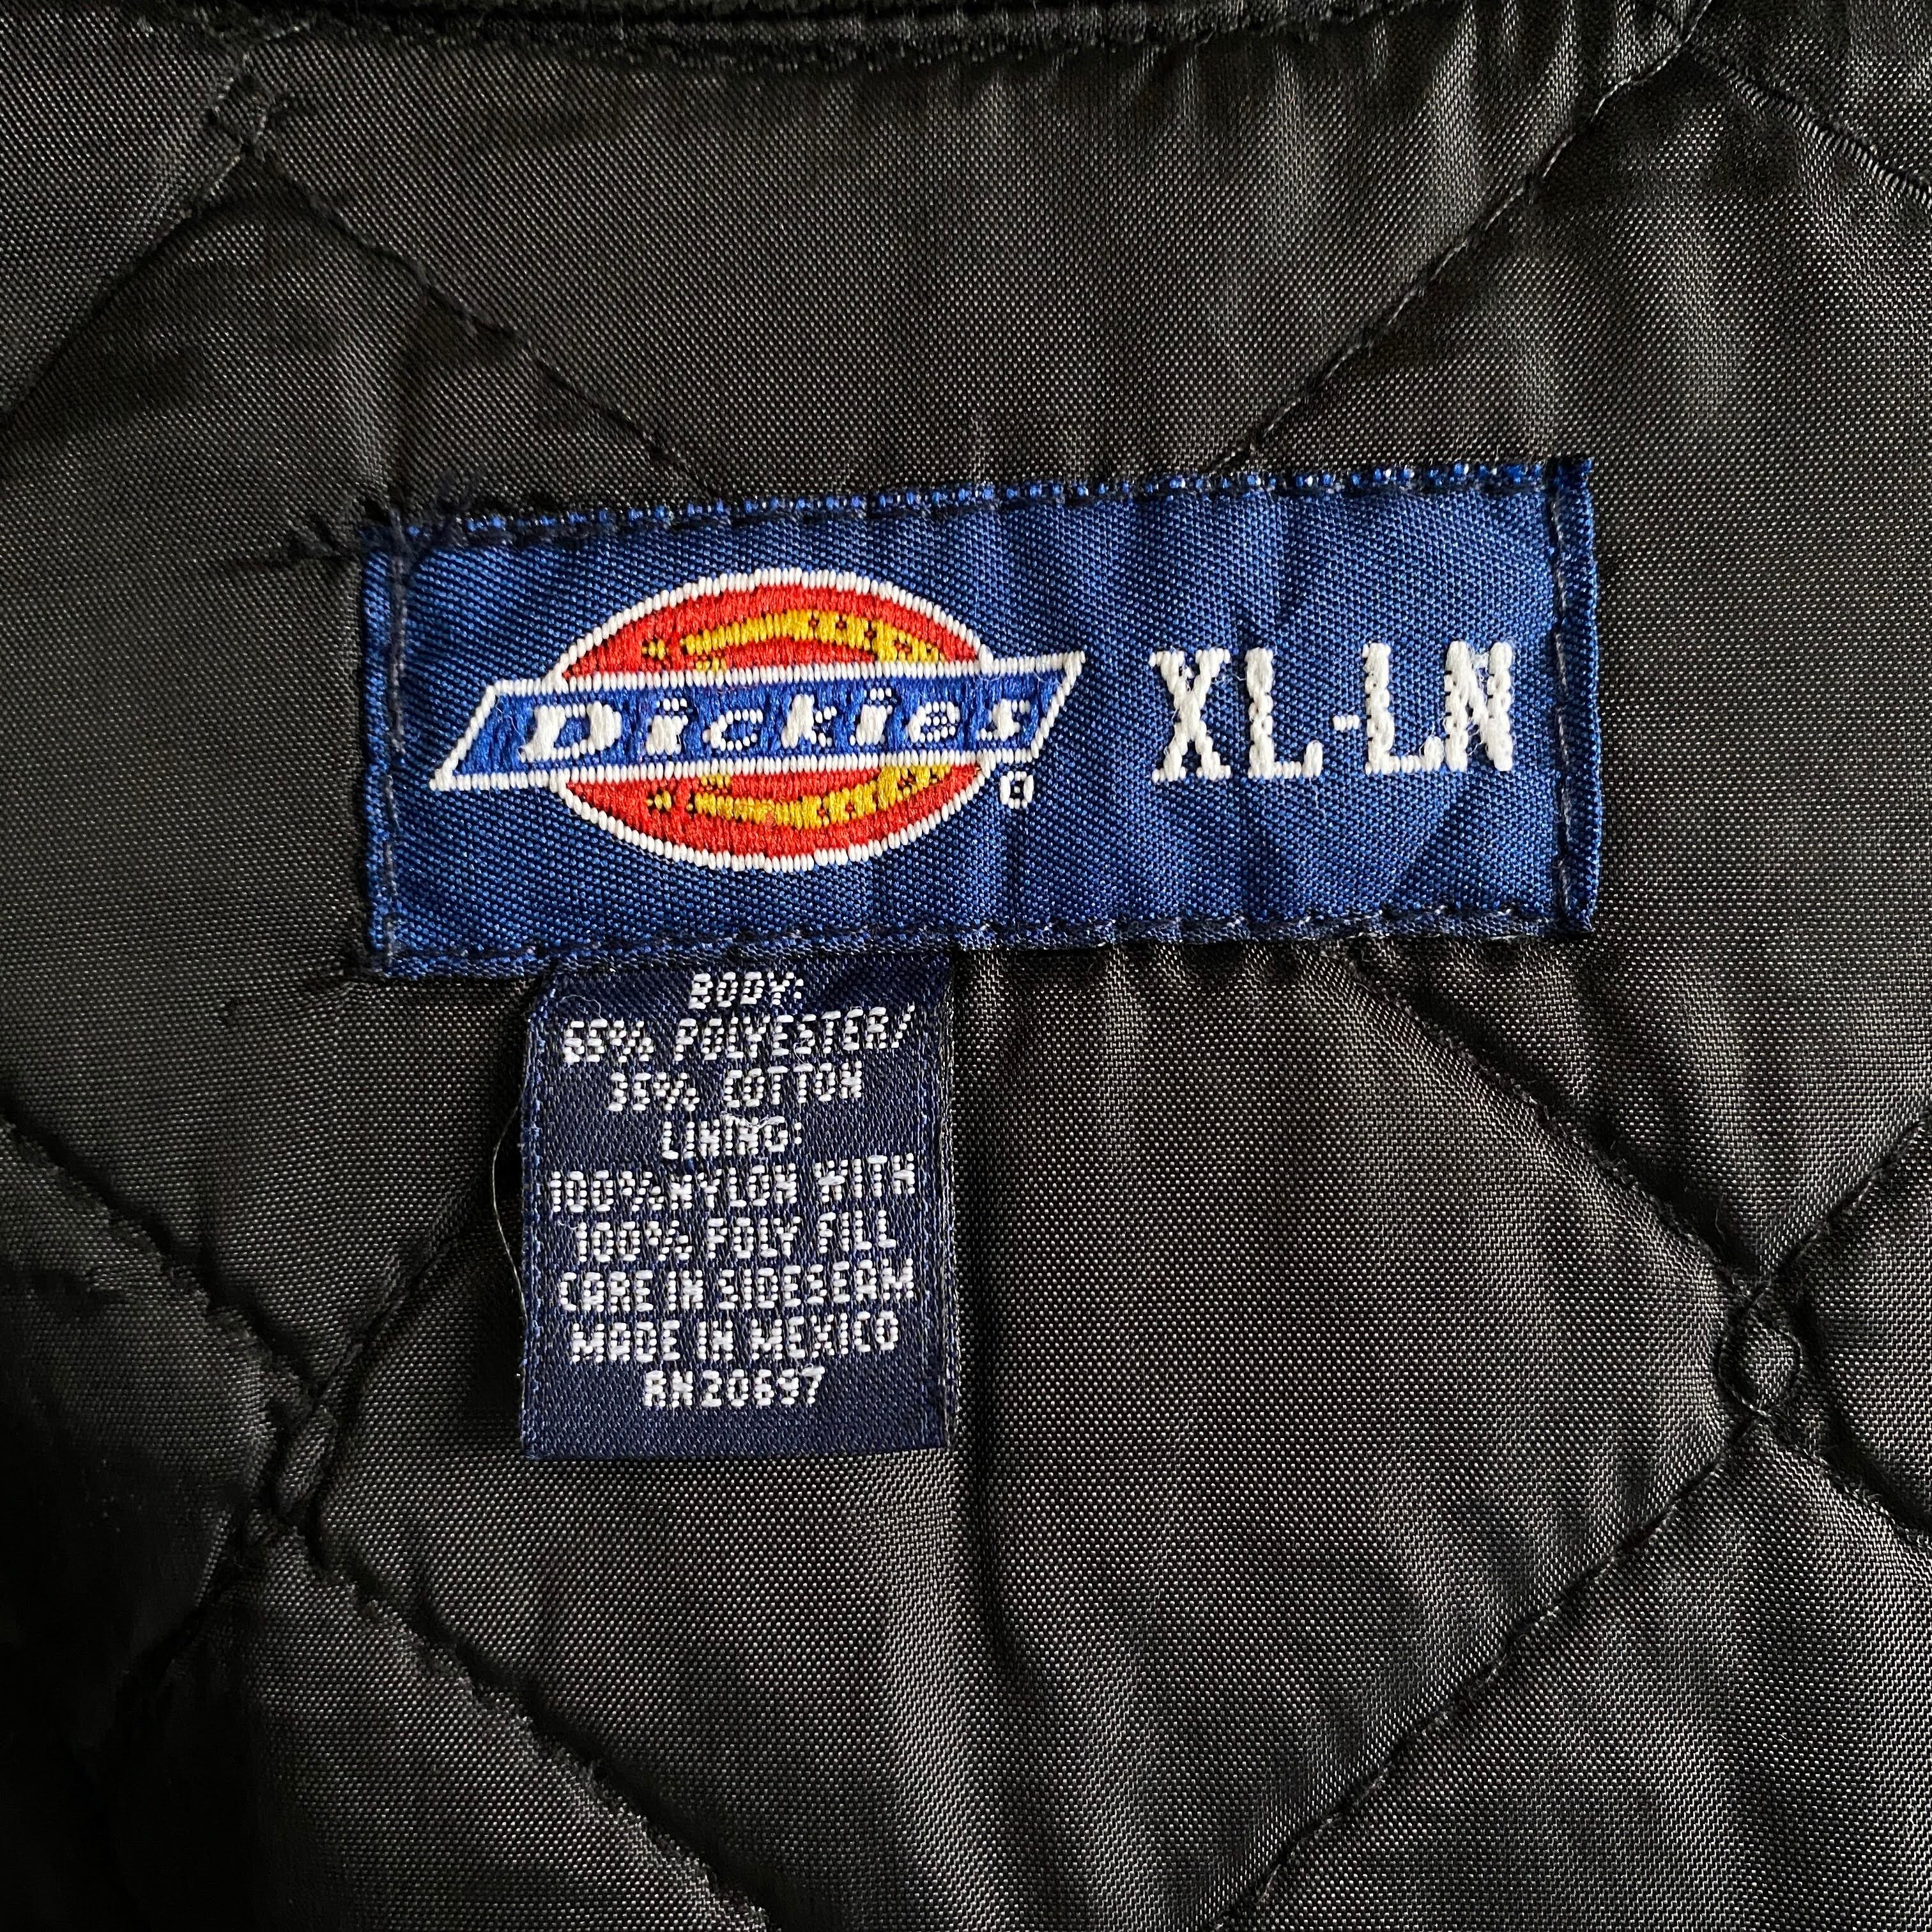 Dickies XL-LN
®
BODY:
65% POLYESTER/
35% COTTON
LINING:
100% NYLON WITH
100% POLY FILL
CARE IN SIDESEAM
MADE IN MEXICO
RN20697